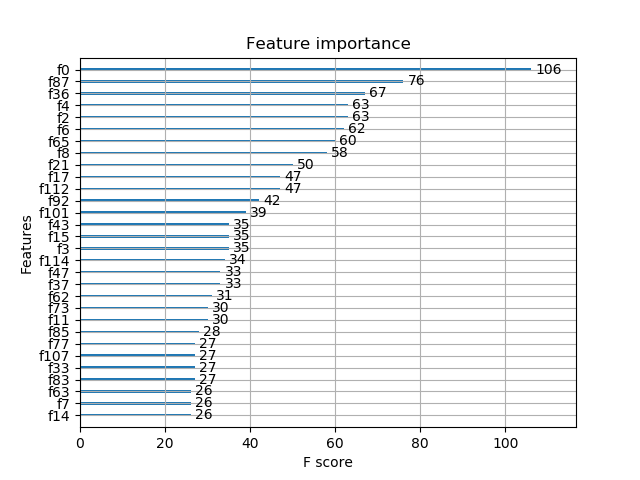 Feature importance
f0 106
f87 76
f36 67
f4 63
f2 63
f6 62
f65 60
f8 58
f21 50
f17 47
f112 47
f92 42
f101 39
f43 35
f15 35
f3 35
f114 34
f47 33
f37 33
f62 31
f73 30
f11 30
f85 28
f77 27
f107 27
f33 27
f83 27
f63 26
f7 26
f14 26
Features
0 20 40 60 80 100
F score